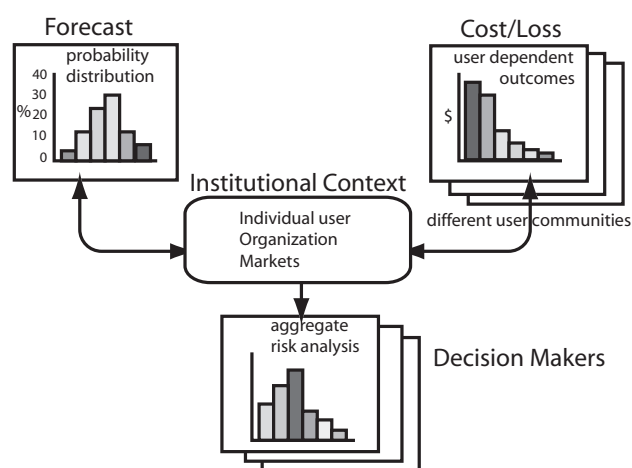 Forecast
probability
distribution
40
30
%
20
10
0
Cost/Loss
user dependent
outcomes
$
different user communities
Institutional Context
Individual user
Organization
Markets
aggregate
risk analysis
Decision Makers